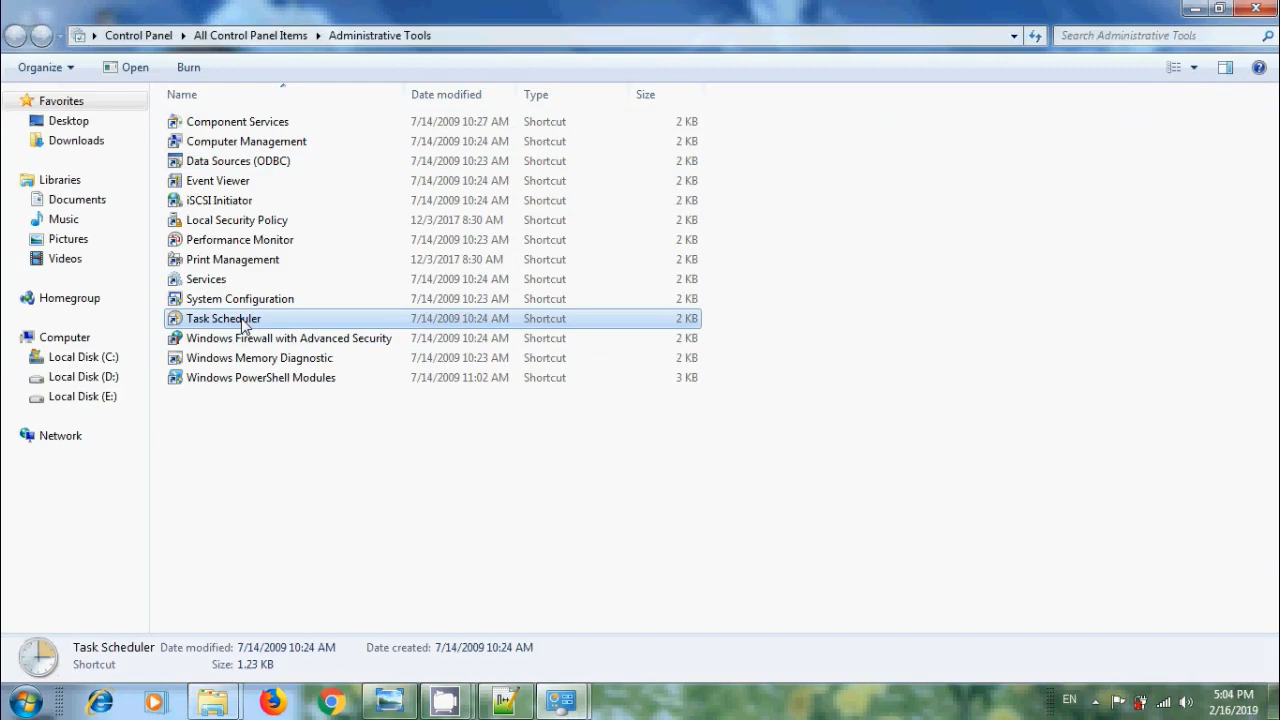 Control Panel All Control Panel Items Administrative Tools Search Administrative Tools
Organize Open Burn
Name Date modified Type Size
Favorites
Desktop
Downloads
Libraries
Documents
Music
Pictures
Videos
Homegroup
Computer
Local Disk (C:)
Local Disk (D:)
Local Disk (E:)
Network
Component Services 7/14/2009 10:27 AM Shortcut 2 KB
Computer Management 7/14/2009 10:24 AM Shortcut 2 KB
Data Sources (ODBC) 7/14/2009 10:23 AM Shortcut 2 KB
Event Viewer 7/14/2009 10:24 AM Shortcut 2 KB
iSCSI Initiator 7/14/2009 10:24 AM Shortcut 2 KB
Local Security Policy 12/3/2017 8:30 AM Shortcut 2 KB
Performance Monitor 7/14/2009 10:23 AM Shortcut 2 KB
Print Management 12/3/2017 8:30 AM Shortcut 2 KB
Services 7/14/2009 10:24 AM Shortcut 2 KB
System Configuration 7/14/2009 10:23 AM Shortcut 2 KB
Task Scheduler 7/14/2009 10:24 AM Shortcut 2 KB
Windows Firewall with Advanced Security 7/14/2009 10:24 AM Shortcut 2 KB
Windows Memory Diagnostic 7/14/2009 10:23 AM Shortcut 2 KB
Windows PowerShell Modules 7/14/2009 11:02 AM Shortcut 3 KB
Task Scheduler Date modified: 7/14/2009 10:24 AM Date created: 7/14/2009 10:24 AM
Shortcut Size: 1.23 KB
EN 5:04 PM
2/16/2019